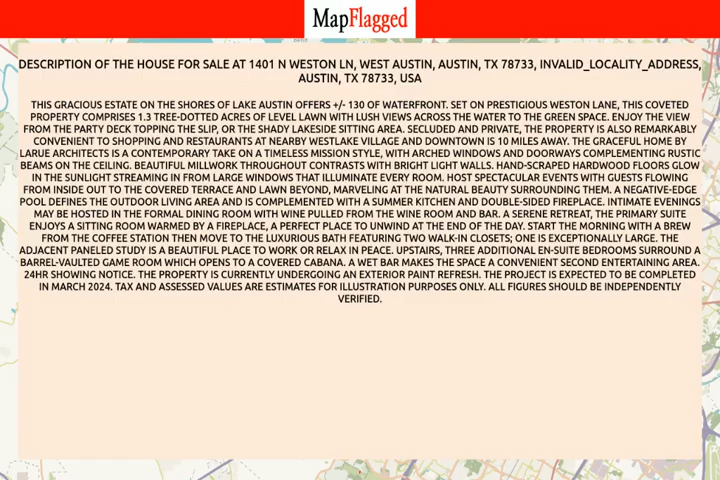 MapFlagged
DESCRIPTION OF THE HOUSE FOR SALE AT 1401 N WESTON LN, WEST AUSTIN, AUSTIN, TX 78733, INVALID_LOCALITY_ADDRESS,
AUSTIN, TX 78733, USA
THIS GRACIOUS ESTATE ON THE SHORES OF LAKE AUSTIN OFFERS +/- 130 OF WATERFRONT. SET ON PRESTIGIOUS WESTON LANE, THIS COVETED
PROPERTY COMPRISES 1.3 TREE-DOTTED ACRES OF LEVEL LAWN WITH LUSH VIEWS ACROSS THE WATER TO THE GREEN SPACE. ENJOY THE VIEW
FROM THE PARTY DECK TOPPING THE SLIP, OR THE SHADY LAKESIDE SITTING AREA. SECLUDED AND PRIVATE, THE PROPERTY IS ALSO REMARKABLY
CONVENIENT TO SHOPPING AND RESTAURANTS AT NEARBY WESTLAKE VILLAGE AND DOWNTOWN IS 10 MILES AWAY. THE GRACEFUL HOME BY
LARUE ARCHITECTS IS A CONTEMPORARY TAKE ON A TIMELESS MISSION STYLE, WITH ARCHED WINDOWS AND DOORWAYS COMPLEMENTING RUSTIC
BEAMS ON THE CEILING. BEAUTIFUL MILLWORK THROUGHOUT CONTRASTS WITH BRIGHT LIGHT WALLS. HAND-SCRAPED HARDWOOD FLOORS GLOW
IN THE SUNLIGHT STREAMING IN FROM LARGE WINDOWS THAT ILLUMINATE EVERY ROOM. HOST SPECTACULAR EVENTS WITH GUESTS FLOWING
FROM INSIDE OUT TO THE COVERED TERRACE AND LAWN BEYOND, MARVELING AT THE NATURAL BEAUTY SURROUNDING THEM. A NEGATIVE-EDGE
POOL DEFINES THE OUTDOOR LIVING AREA AND IS COMPLEMENTED WITH A SUMMER KITCHEN AND DOUBLE-SIDED FIREPLACE. INTIMATE EVENINGS
MAY BE HOSTED IN THE FORMAL DINING ROOM WITH WINE PULLED FROM THE WINE ROOM AND BAR. A SERENE RETREAT, THE PRIMARY SUITE
ENJOYS A SITTING ROOM WARMED BY A FIREPLACE, A PERFECT PLACE TO UNWIND AT THE END OF THE DAY. START THE MORNING WITH A BREW
FROM THE COFFEE STATION THEN MOVE TO THE LUXURIOUS BATH FEATURING TWO WALK-IN CLOSETS; ONE IS EXCEPTIONALLY LARGE. THE
ADJACENT PANELED STUDY IS A BEAUTIFUL PLACE TO WORK OR RELAX IN PEACE. UPSTAIRS, THREE ADDITIONAL EN-SUITE BEDROOMS SURROUND A
BARREL-VAULTED GAME ROOM WHICH OPENS TO A COVERED CABANA. A WET BAR MAKES THE SPACE A CONVENIENT SECOND ENTERTAINING AREA.
24HR SHOWING NOTICE. THE PROPERTY IS CURRENTLY UNDERGOING AN EXTERIOR PAINT REFRESH. THE PROJECT IS EXPECTED TO BE COMPLETED
IN MARCH 2024. TAX AND ASSESSED VALUES ARE ESTIMATES FOR ILLUSTRATION PURPOSES ONLY. ALL FIGURES SHOULD BE INDEPENDENTLY
VERIFIED.